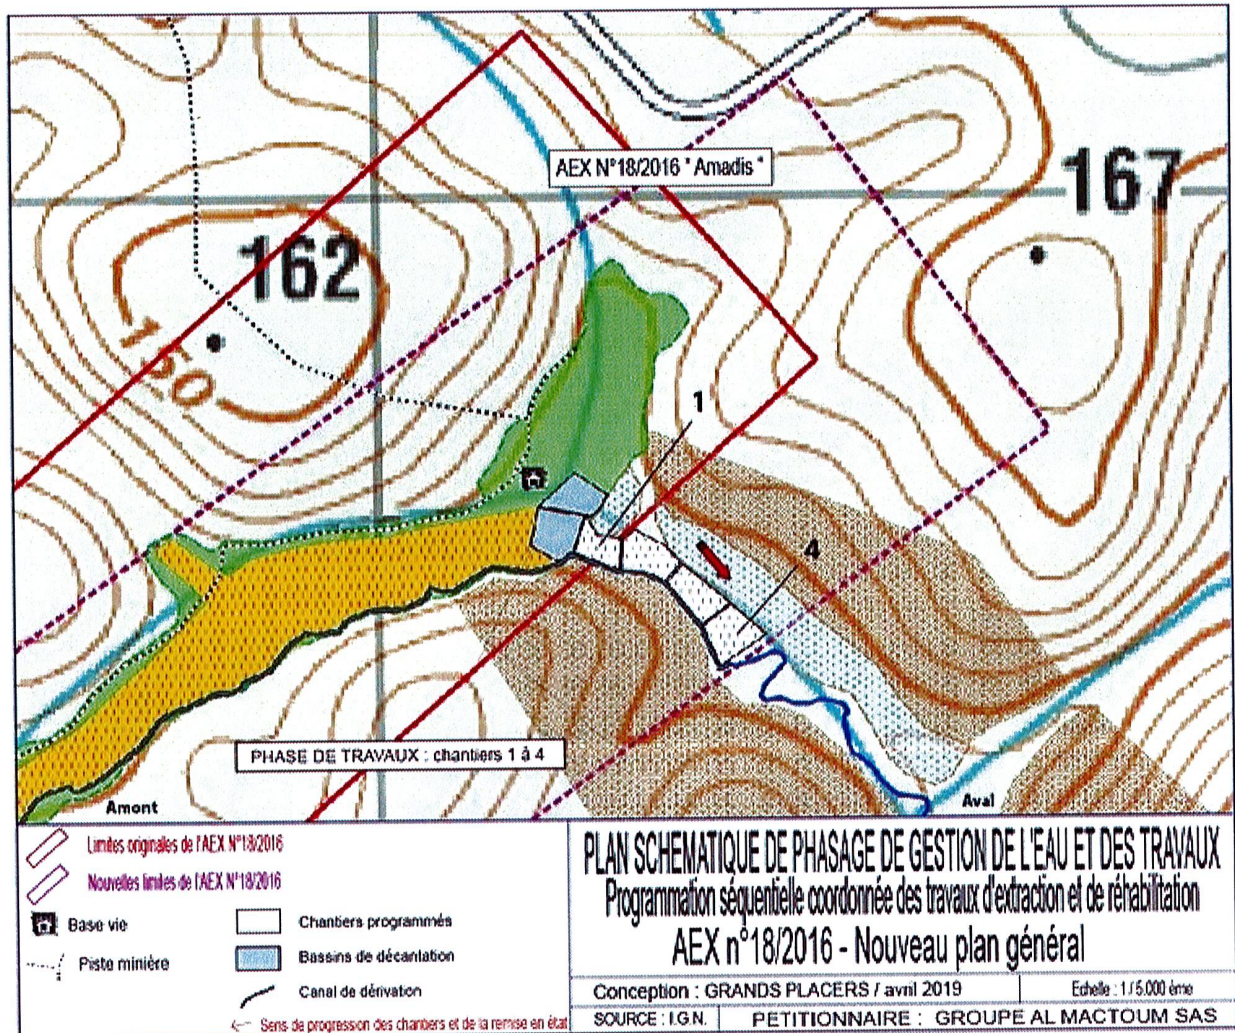 AEX N°18/2016 " Amadis "
167
162
150
1
4
PHASE DE TRAVAUX : chantiers 1 à 4
Amont
Aval
Limites originales de l'AEX N°18/2016
Nouvelles limites de l'AEX N°18/2016
Base vie
Piste minière
Chantiers programmés
Bassins de décantation
Canal de dérivation
Sens de progression des chantiers et de la remise en état
PLAN SCHEMATIQUE DE PHASAGE DE GESTION DE L'EAU ET DES TRAVAUX
Programmation séquentielle coordonnée des travaux d'extraction et de réhabilitation
AEX n°18/2016 - Nouveau plan général
Conception : GRANDS PLACERS / avril 2019
Echelle : 1 / 5.000 ème
SOURCE : I.G.N.
PETITIONNAIRE : GROUPE AL MACTOUM SAS